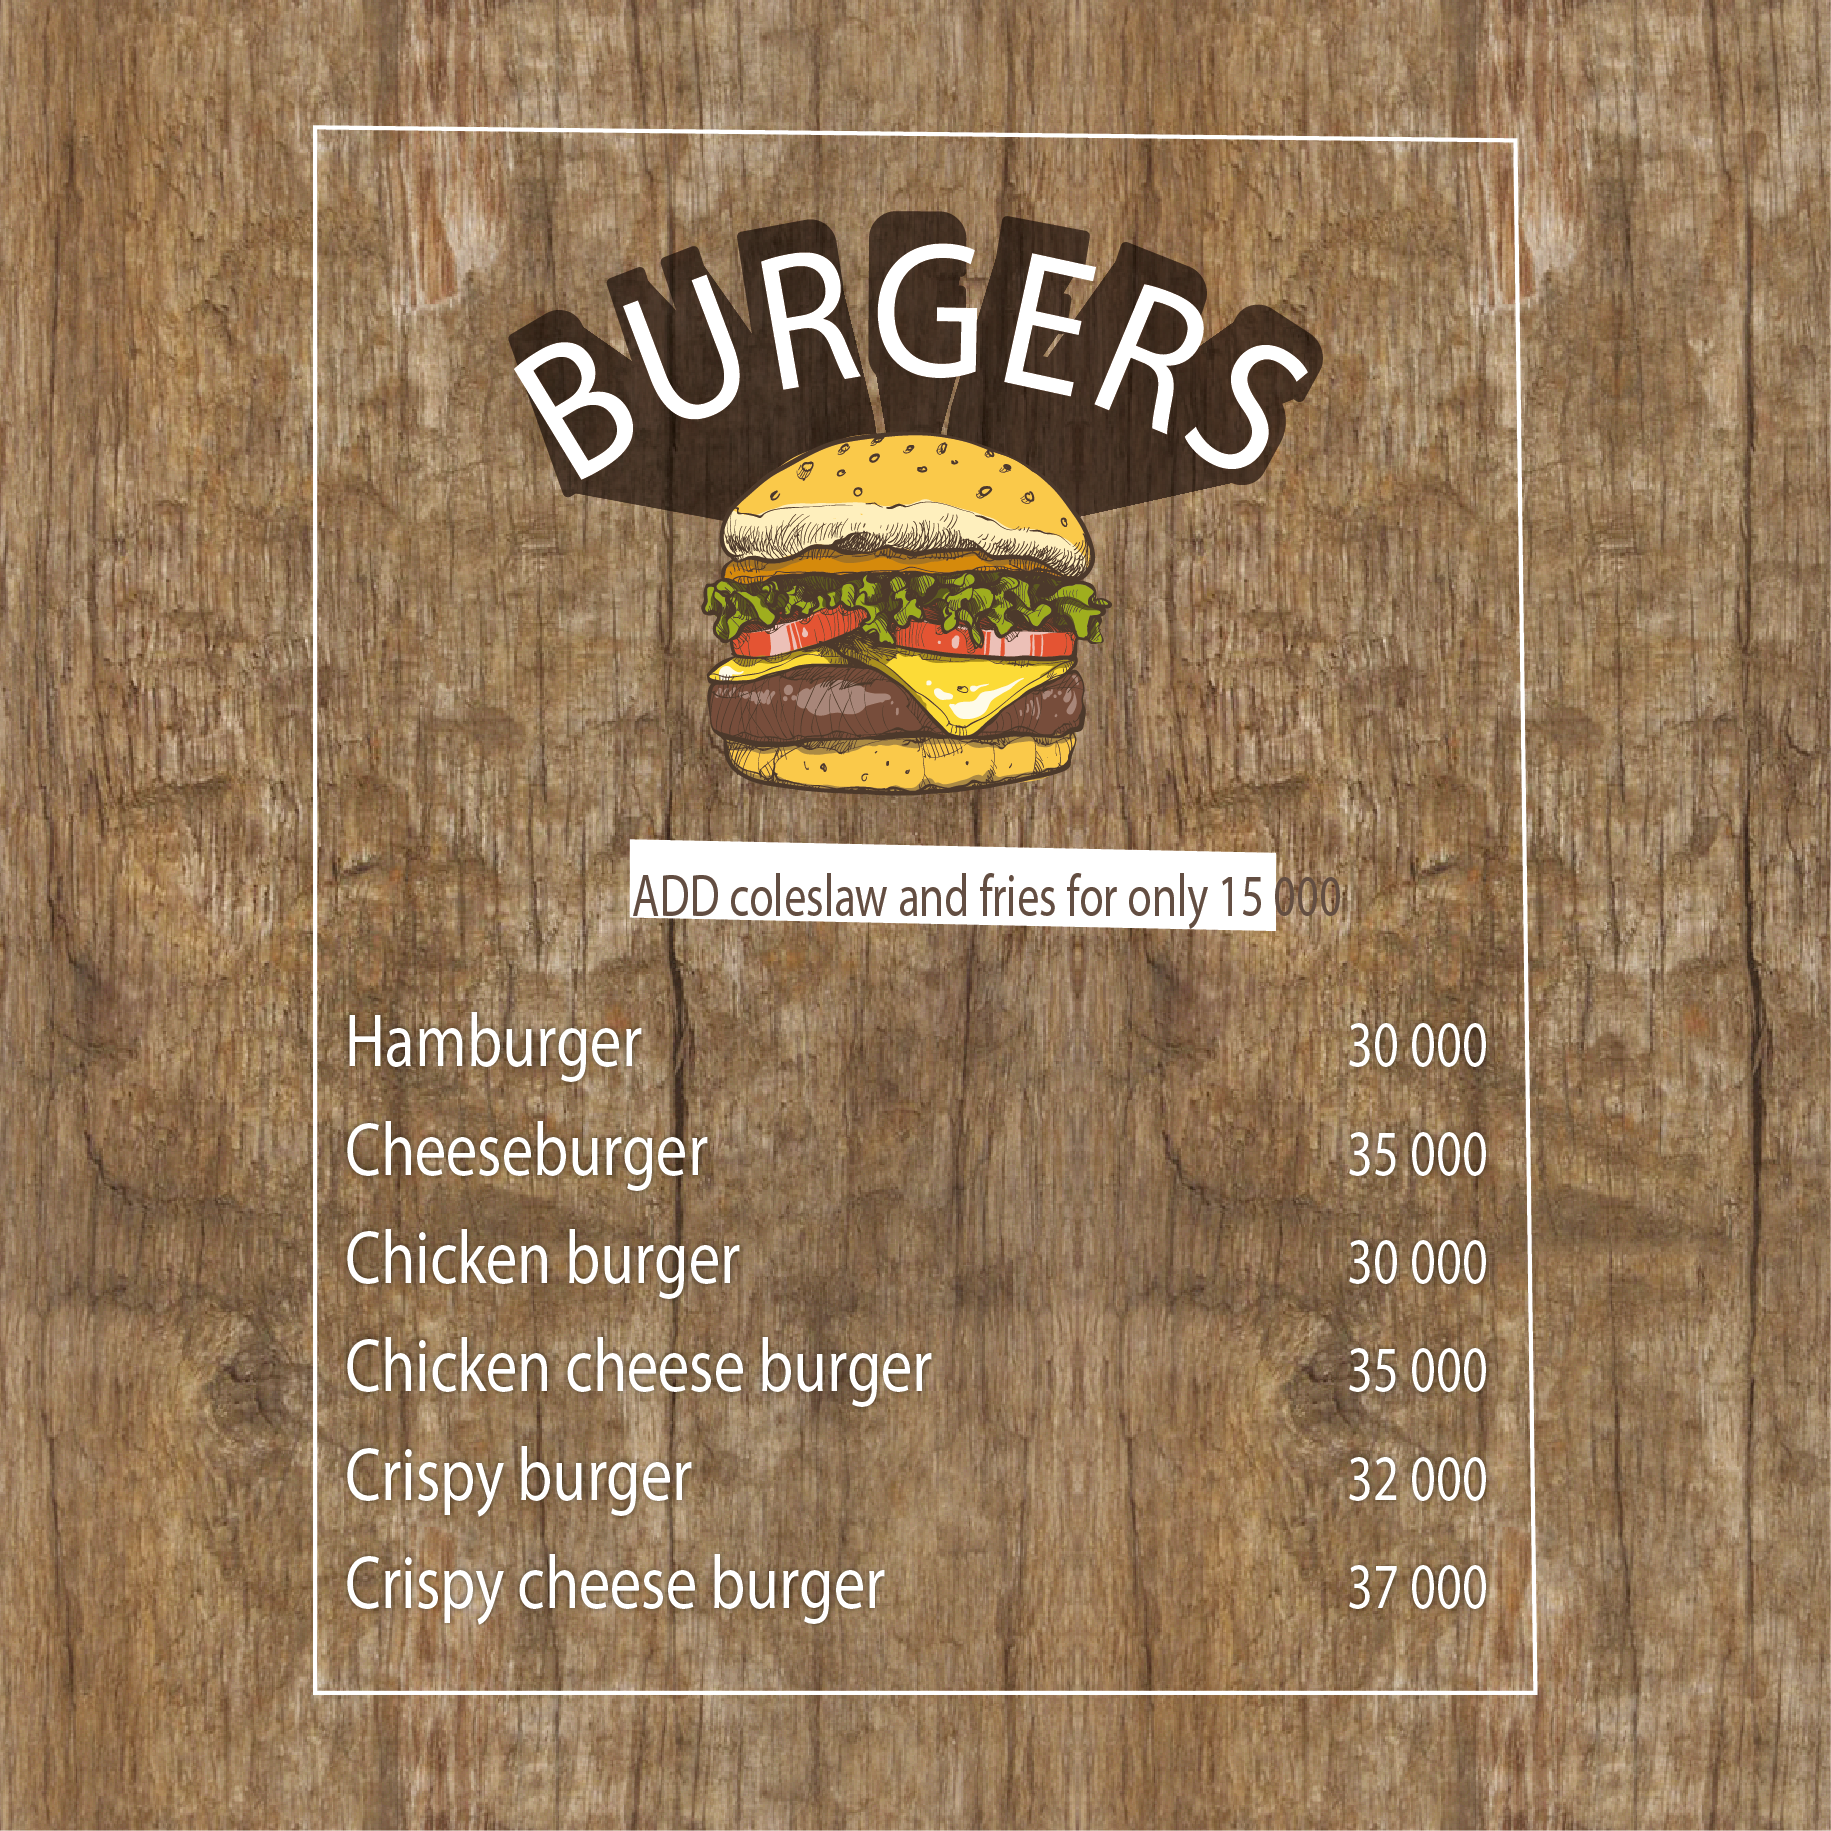 BURGERS
ADD coleslaw and fries for only 15 000
Hamburger 30 000
Cheeseburger 35 000
Chicken burger 30 000
Chicken cheese burger 35 000
Crispy burger 32 000
Crispy cheese burger 37 000